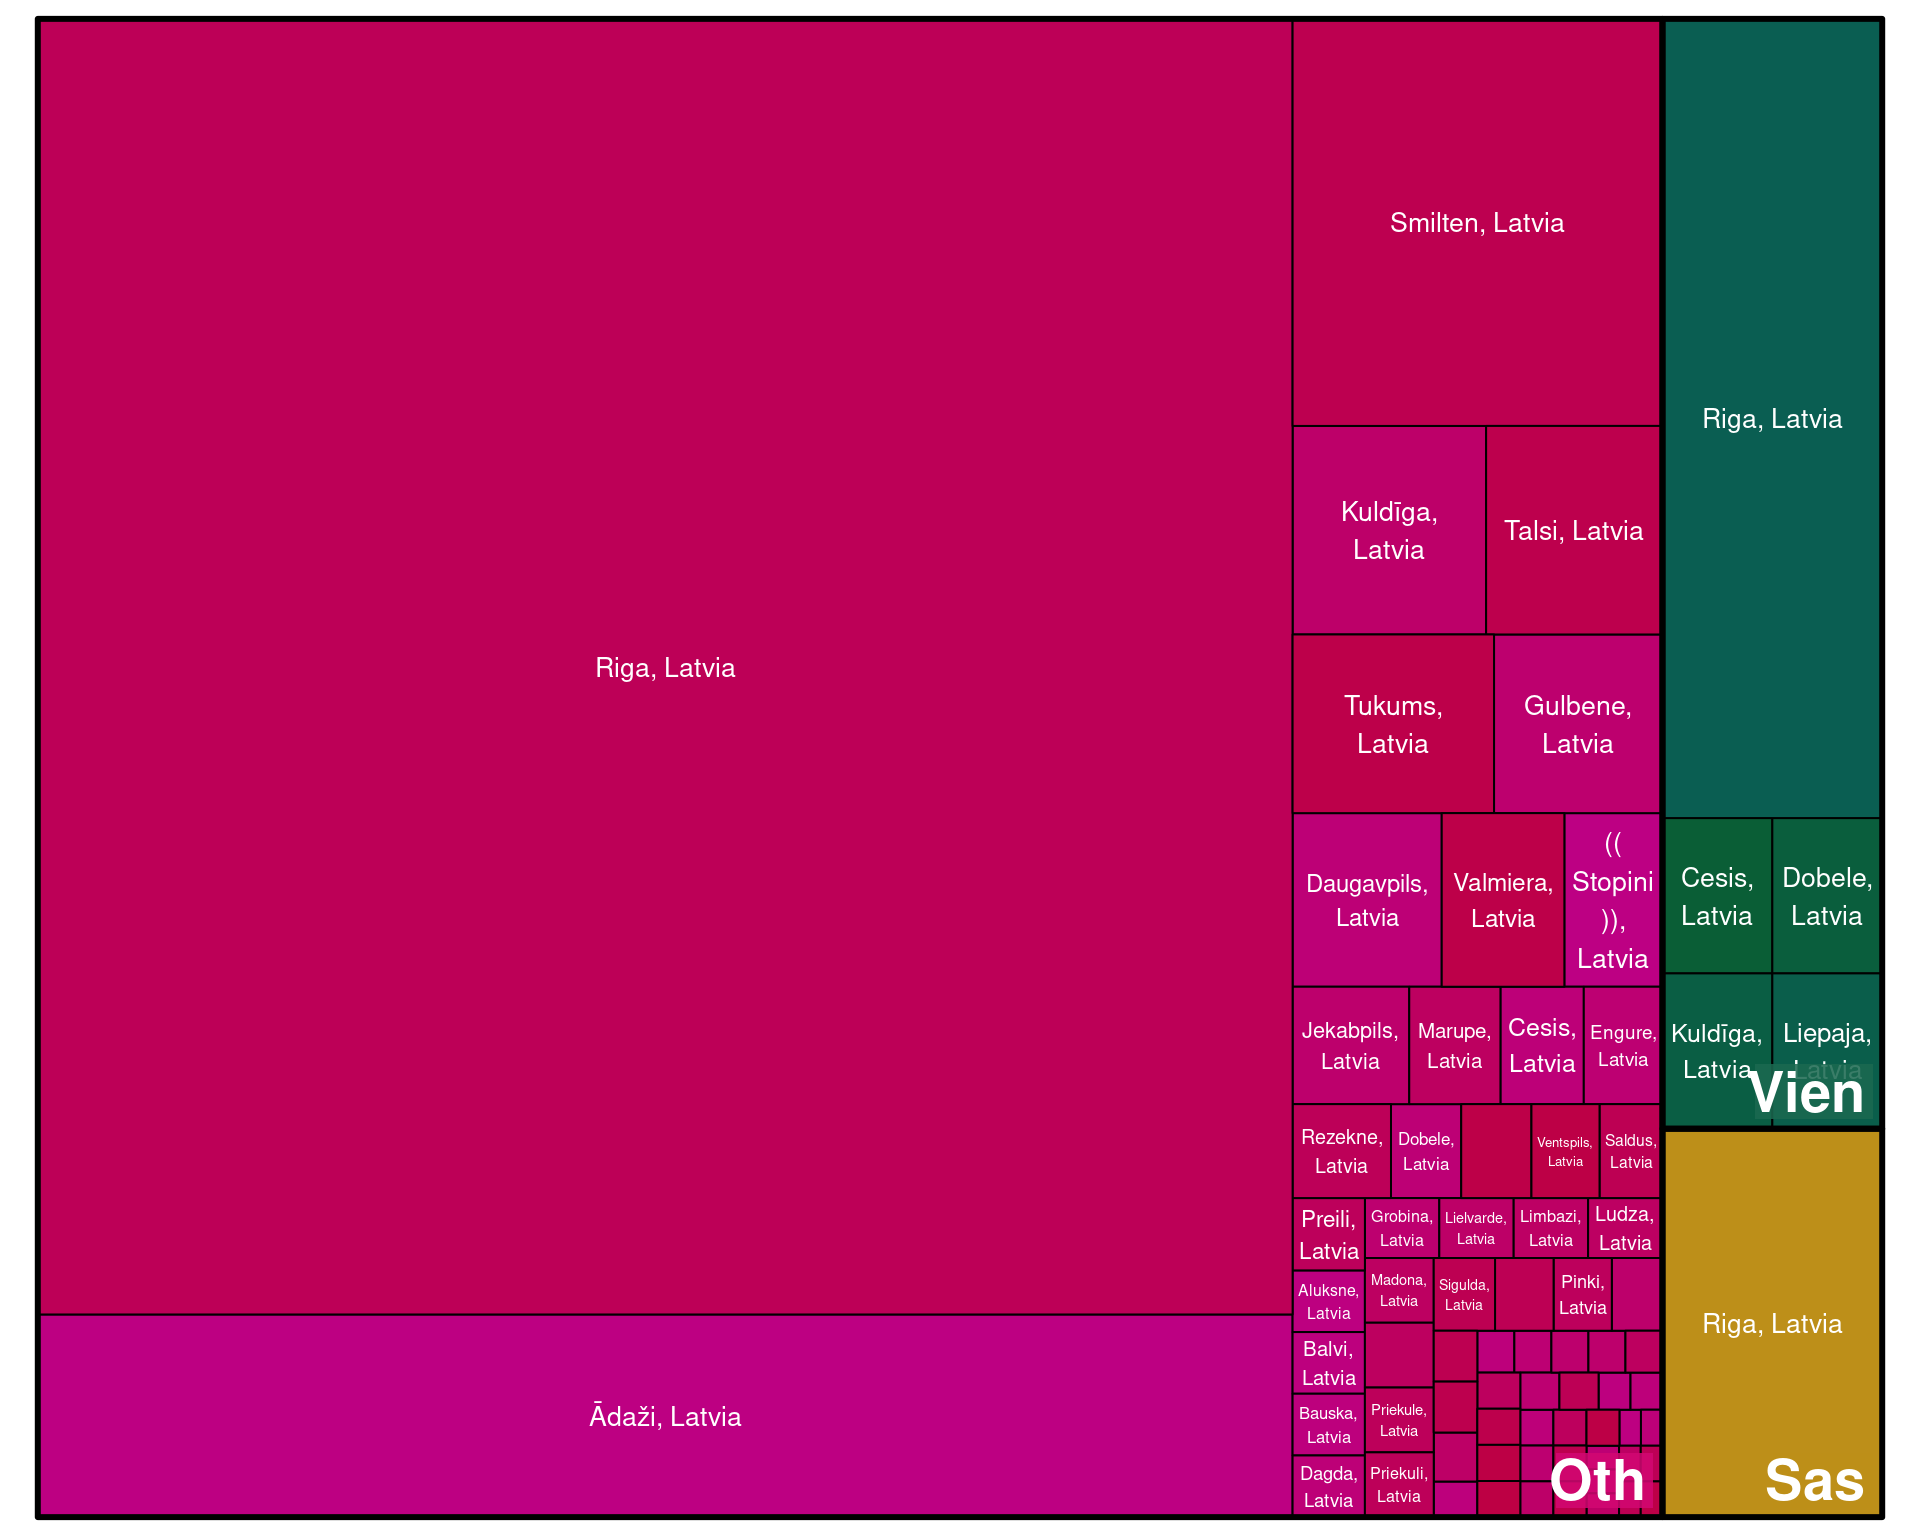 Riga, Latvia
Ādaži, Latvia
Smilten, Latvia
Kuldīga,
Latvia
Talsi, Latvia
Tukums,
Latvia
Gulbene,
Latvia
Daugavpils,
Latvia
Valmiera,
Latvia
((
Stopini
)),
Latvia
Jekabpils,
Latvia
Marupe,
Latvia
Cesis,
Latvia
Engure,
Latvia
Rezekne,
Latvia
Dobele,
Latvia
Ventspils,
Latvia
Saldus,
Latvia
Preili,
Latvia
Grobina,
Latvia
Lielvarde,
Latvia
Limbazi,
Latvia
Ludza,
Latvia
Aluksne,
Latvia
Madona,
Latvia
Sigulda,
Latvia
Pinki,
Latvia
Balvi,
Latvia
Bauska,
Latvia
Priekule,
Latvia
Dagda,
Latvia
Priekuli,
Latvia
Oth
Riga, Latvia
Cesis,
Latvia
Dobele,
Latvia
Kuldīga,
Latvia
Liepaja,
Latvia
Vien
Riga, Latvia
Sas